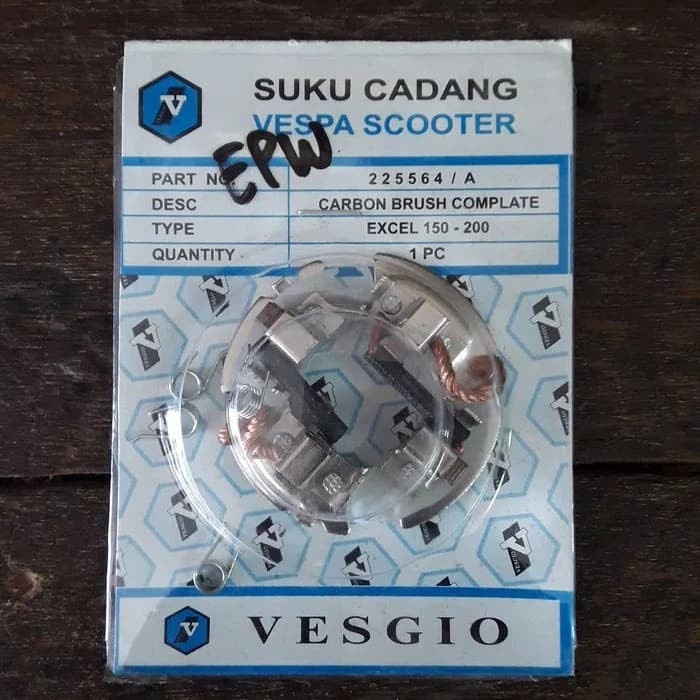 SUKU CADANG
VESPA SCOOTER
EPW
PART NO 225564/A
DESC CARBON BRUSH COMPLATE
TYPE EXCEL 150 - 200
QUANTITY 1 PC
V VESGIO